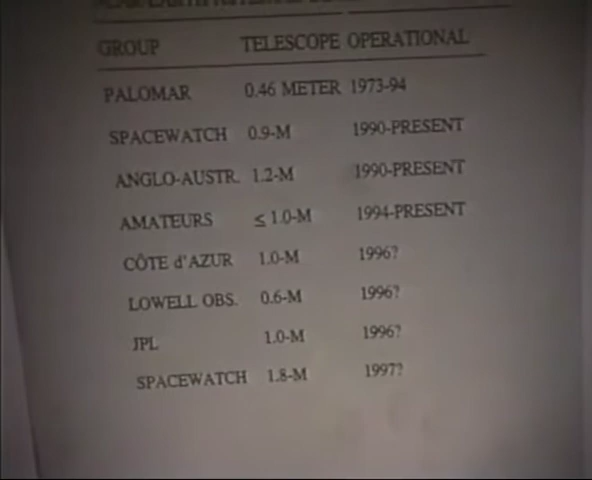 GROUP TELESCOPE OPERATIONAL
PALOMAR 0.46 METER 1973-94
SPACEWATCH 0.9-M 1990-PRESENT
ANGLO-AUSTR. 1.2-M 1990-PRESENT
AMATEURS ≤ 1.0-M 1994-PRESENT
CÔTE d'AZUR 1.0-M 1996?
LOWELL OBS. 0.6-M 1996?
JPL 1.0-M 1996?
SPACEWATCH 1.8-M 1997?